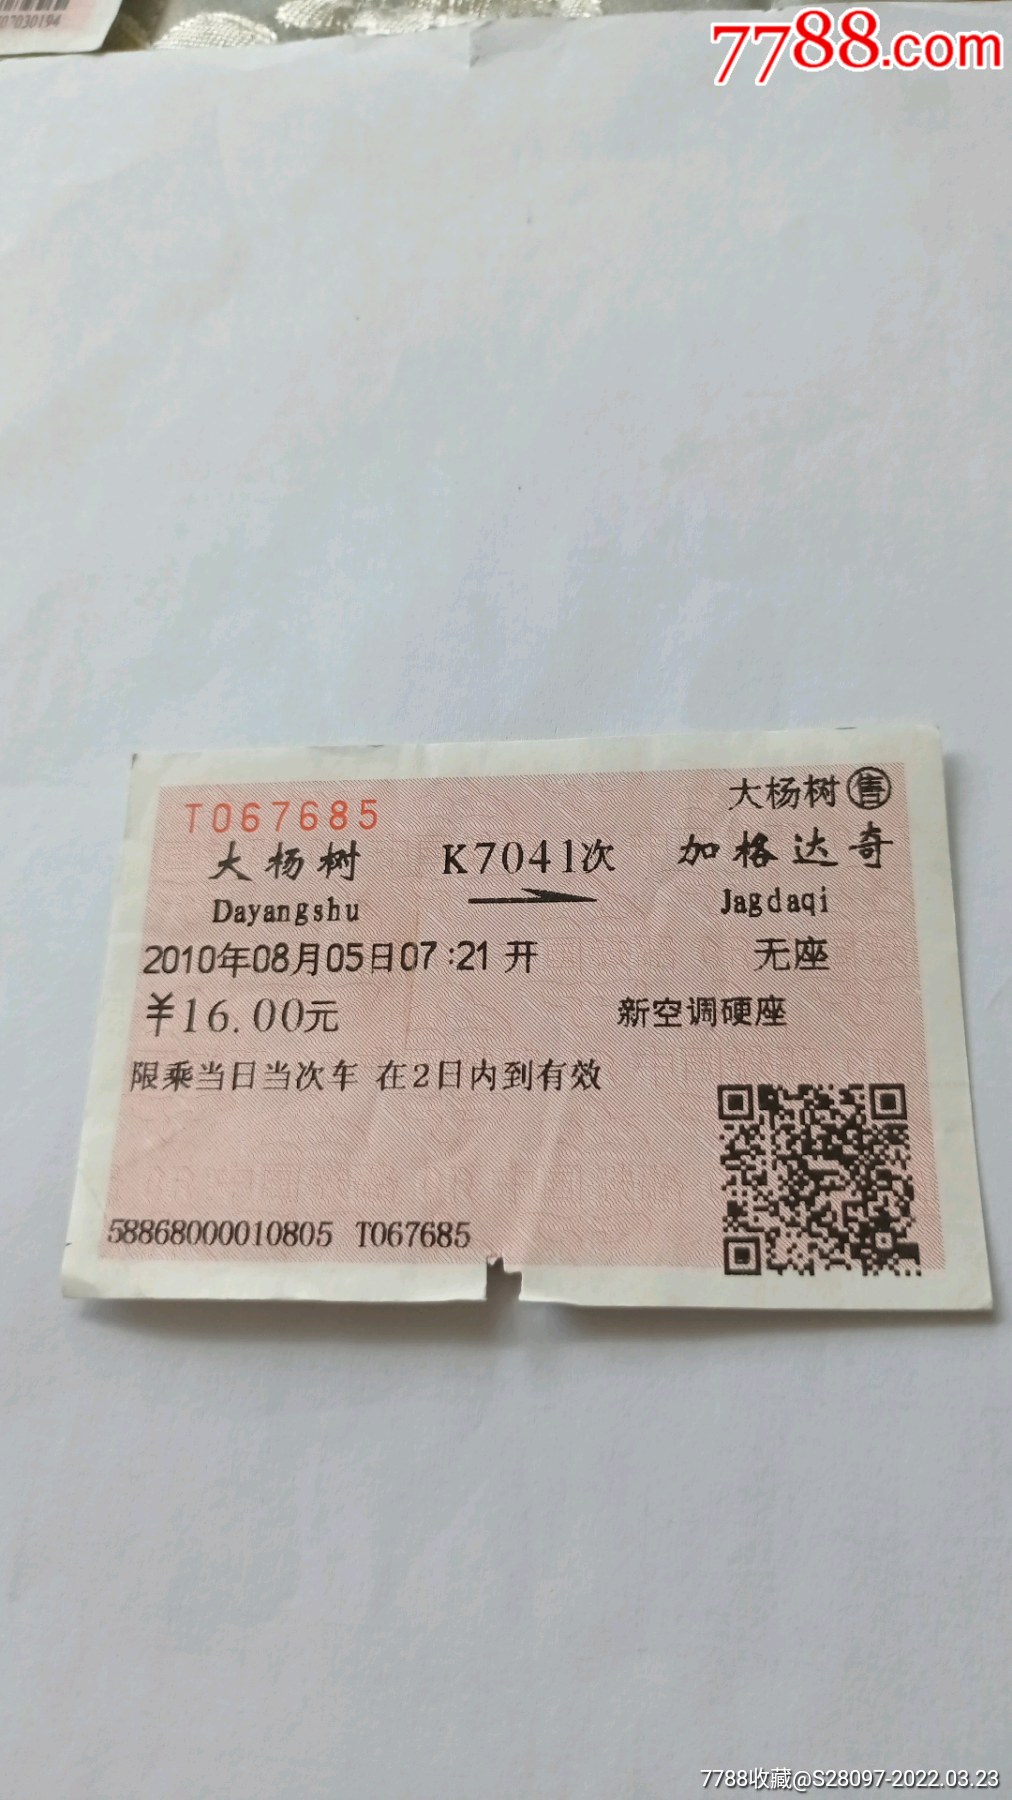 7030194
7788.com
T067685
大杨树售
大杨树 K7041次 加格达奇
Dayangshu Jagdaqi
2010年08月05日07:21开 无座
¥16.00元 新空调硬座
限乘当日当次车 在2日内到有效
58868000010805 T067685
7788收藏@S28097-2022.03.23